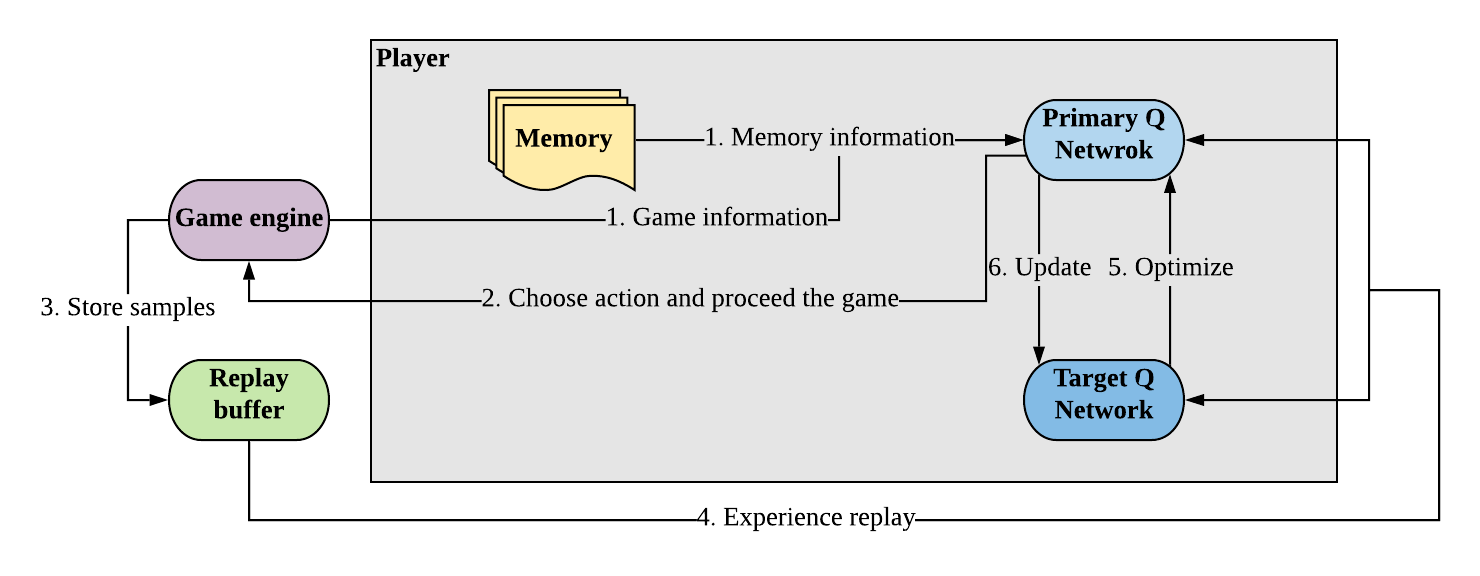 Player
Memory
1. Memory information
Primary Q
Netwrok
Game engine
1. Game information
6. Update
5. Optimize
2. Choose action and proceed the game
3. Store samples
Replay
buffer
Target Q
Network
4. Experience replay